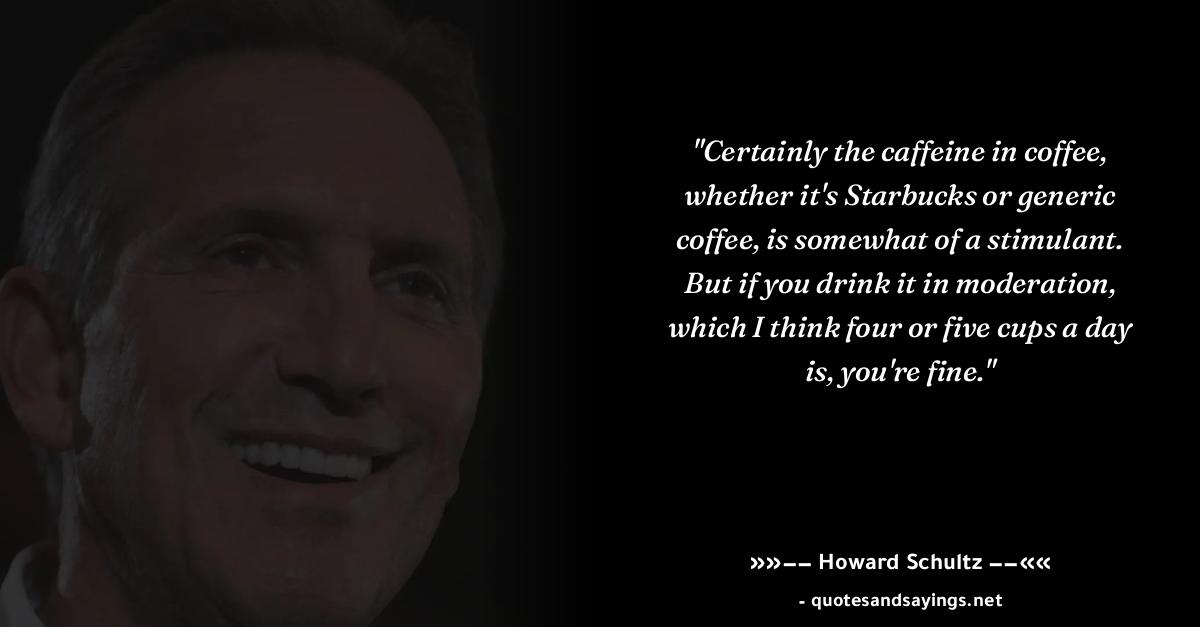 "Certainly the caffeine in coffee,
whether it's Starbucks or generic
coffee, is somewhat of a stimulant.
But if you drink it in moderation,
which I think four or five cups a day
is, you're fine."
»»−− Howard Schultz −−««
- quotesandsayings.net